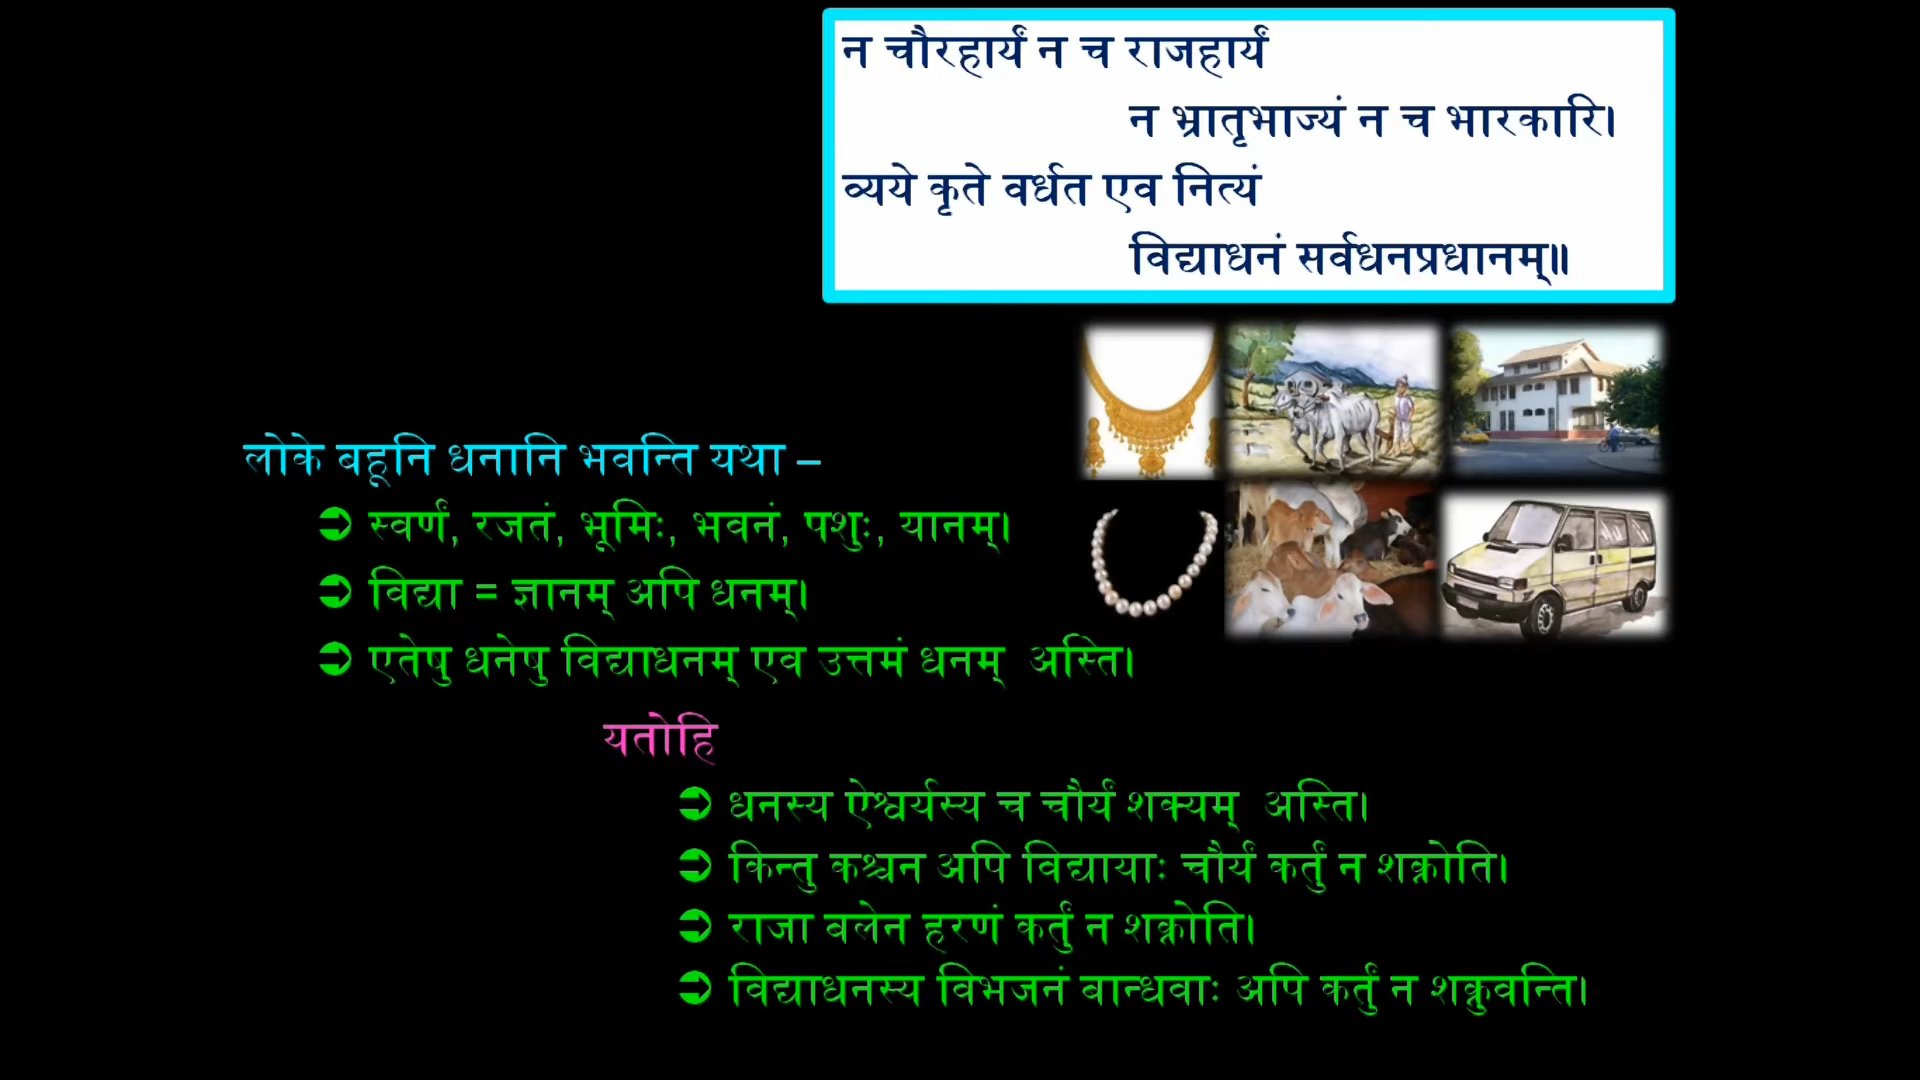 न चौरहार्यं न च राजहार्यं
न भ्रातृभाज्यं न च भारकारि।
व्यये कृते वर्धत एव नित्यं
विद्याधनं सर्वधनप्रधानम्॥
लोके बहूनि धनानि भवन्ति यथा –
➲ स्वर्णं, रजतं, भूमिः, भवनं, पशुः, यानम्।
➲ विद्या = ज्ञानम् अपि धनम्।
➲ एतेषु धनेषु विद्याधनम् एव उत्तमं धनम् अस्ति।
यतोहि
➲ धनस्य ऐश्वर्यस्य च चौर्यं शक्यम् अस्ति।
➲ किन्तु कश्चन अपि विद्यायाः चौर्यं कर्तुं न शक्नोति।
➲ राजा बलेन हरणं कर्तुं न शक्नोति।
➲ विद्याधनस्य विभजनं बान्धवाः अपि कर्तुं न शक्नुवन्ति।